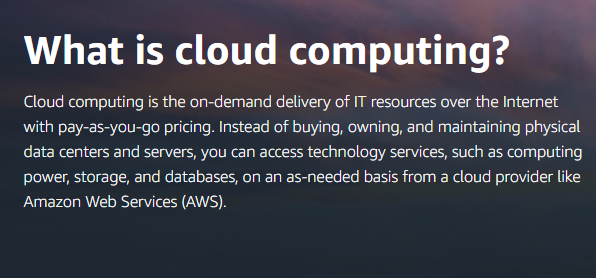 What is cloud computing?
Cloud computing is the on-demand delivery of IT resources over the Internet
with pay-as-you-go pricing. Instead of buying, owning, and maintaining physical
data centers and servers, you can access technology services, such as computing
power, storage, and databases, on an as-needed basis from a cloud provider like
Amazon Web Services (AWS).